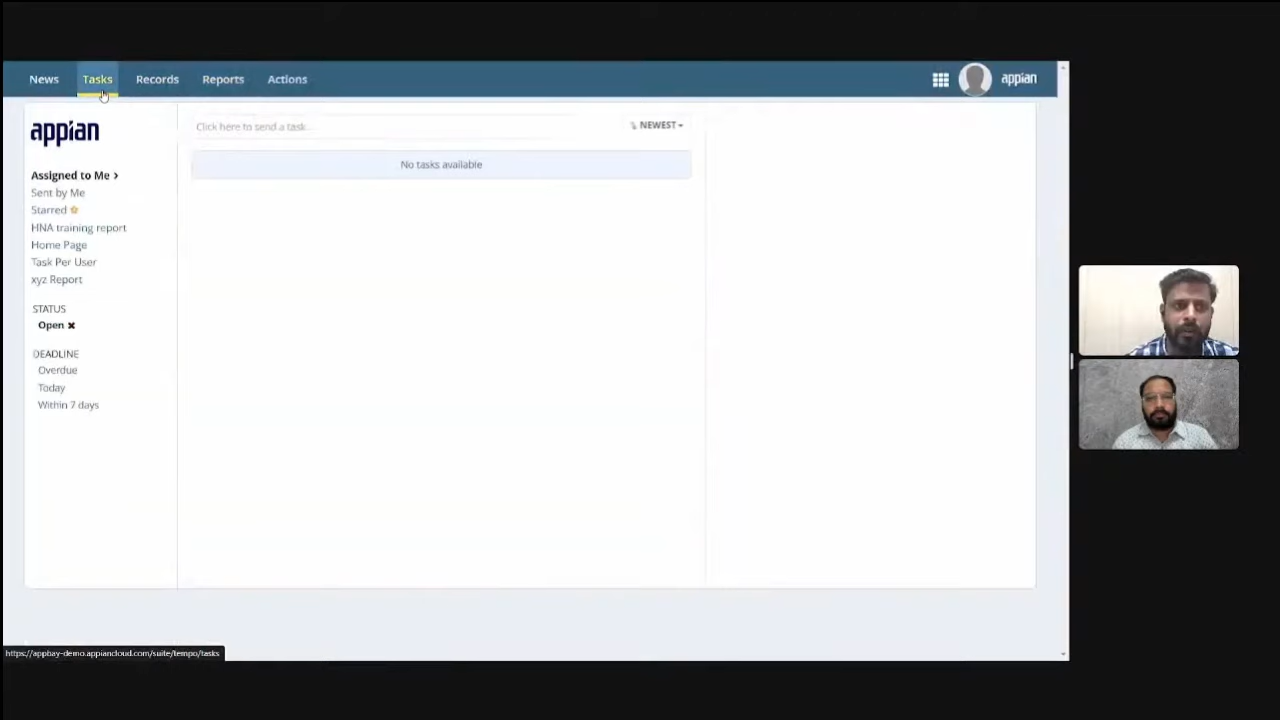 News Tasks Records Reports Actions appian
appian
Click here to send a task...
NEWEST
No tasks available
Assigned to Me
Sent by Me
Starred
HNA training report
Home Page
Task Per User
xyz Report
STATUS
Open
DEADLINE
Overdue
Today
Within 7 days
https://appbay-demo.appiancloud.com/suite/tempo/tasks